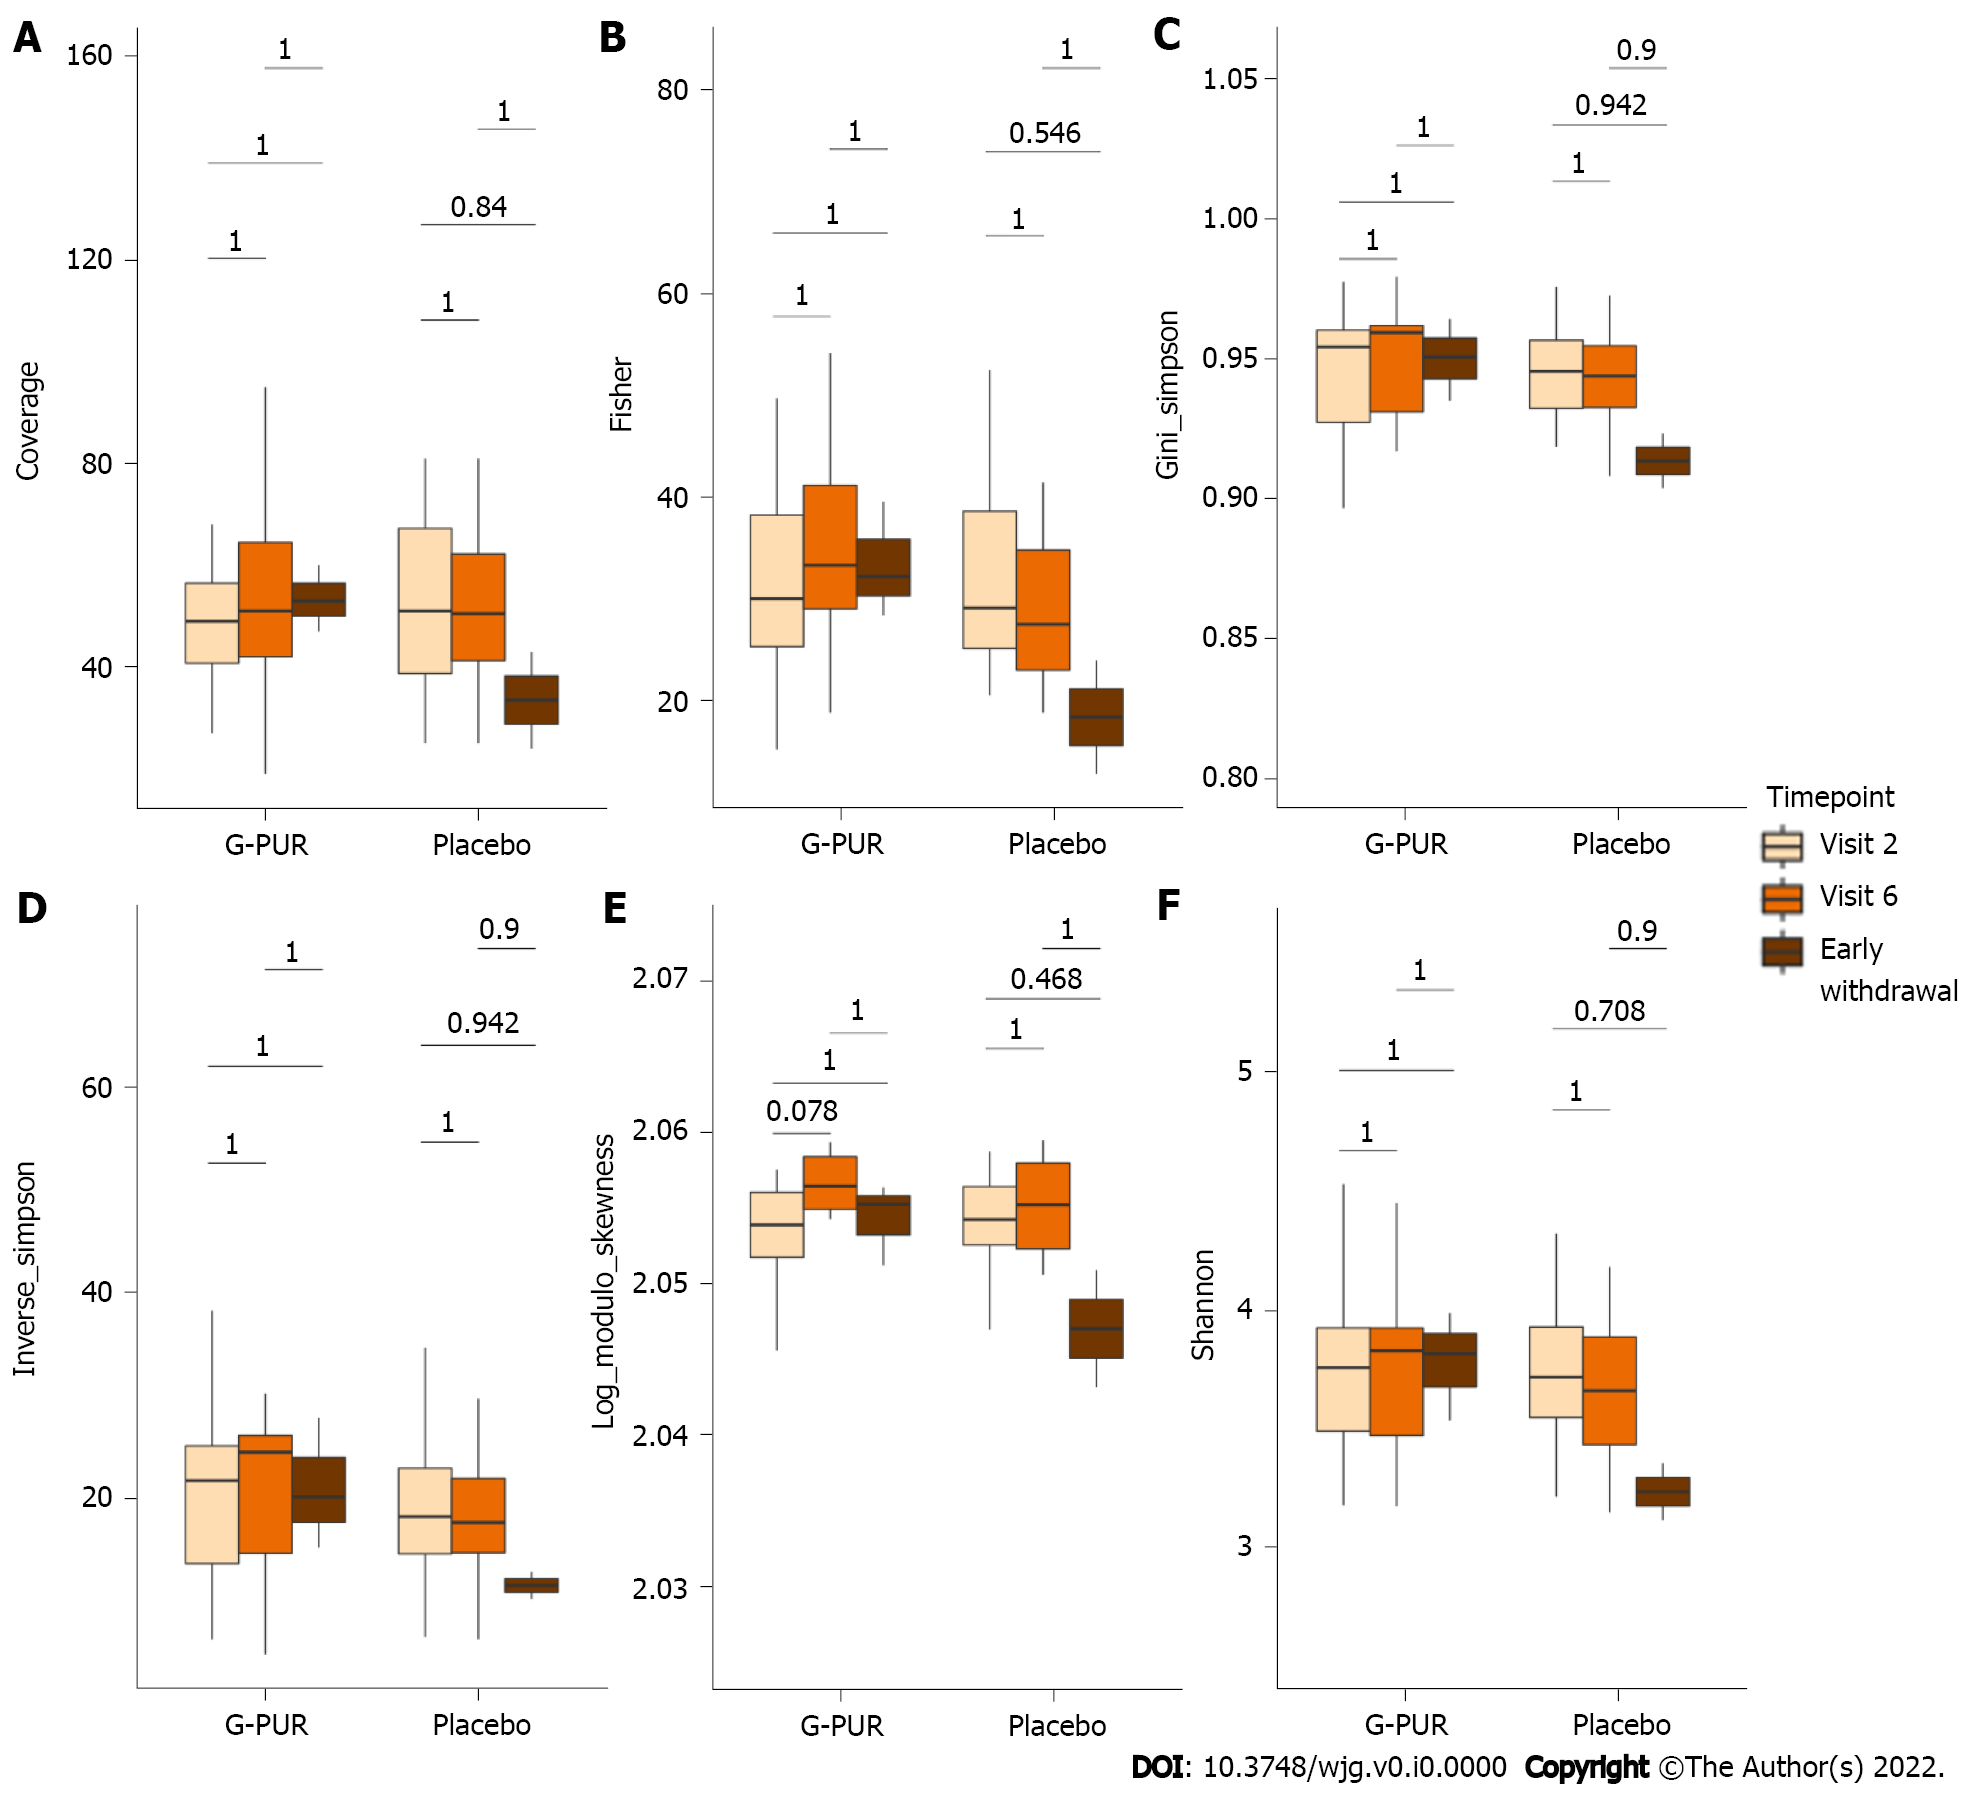 A
160
120
80
40
Coverage
1
1
1
1
0.84
1
G-PUR
Placebo
B
80
60
40
20
Fisher
1
1
1
1
0.546
1
G-PUR
Placebo
C
1.05
1.00
0.95
0.90
0.85
0.80
Gini_simpson
1
1
1
0.9
0.942
1
G-PUR
Placebo
Timepoint
Visit 2
Visit 6
Early
withdrawal
D
60
40
20
Inverse_simpson
1
1
1
0.9
0.942
1
G-PUR
Placebo
E
2.07
2.06
2.05
2.04
2.03
Log_modulo_skewness
1
1
0.078
1
0.468
1
G-PUR
Placebo
F
5
4
3
Shannon
1
1
1
0.9
0.708
1
G-PUR
Placebo
DOI: 10.3748/wjg.v0.i0.0000 Copyright ©The Author(s) 2022.